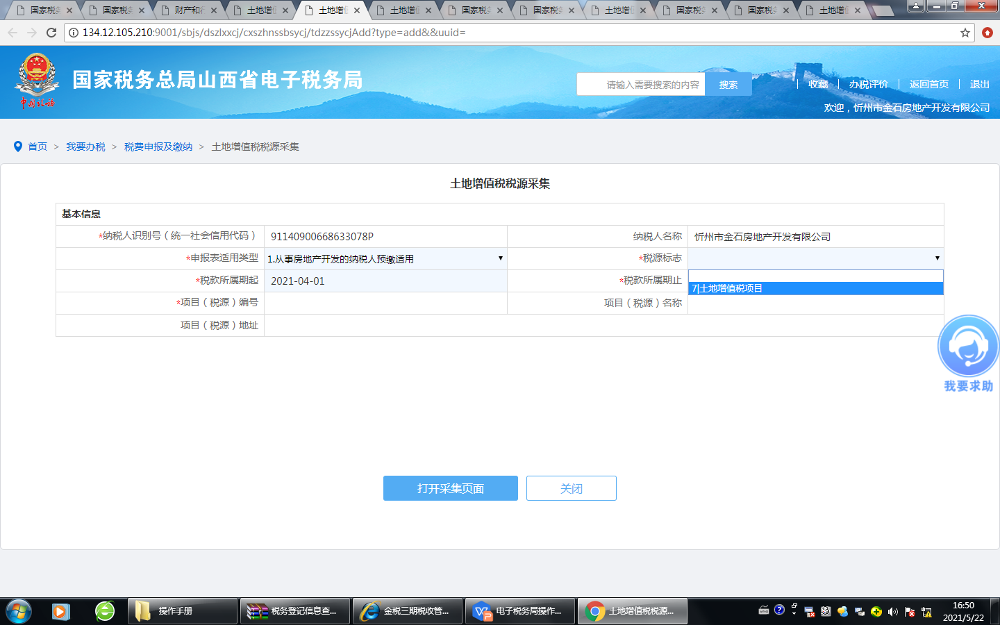 国家税务
国家税务
财产和行
土地增值
土地增值
土地增值
国家税务
国家税务
土地增值
国家税务
国家税务
土地增值
134.12.105.210:9001/sbjs/dszlxxcj/cxszhnssbsycj/tdzzssycjAdd?type=add&&uuid=
中国税务
国家税务总局山西省电子税务局
请输入需要搜索的内容
搜索
收藏
办税评价
返回首页
退出
欢迎，忻州市金石房地产开发有限公司
首页 > 我要办税 > 税费申报及缴纳 > 土地增值税税源采集
土地增值税税源采集
基本信息
*纳税人识别号（统一社会信用代码） 91140900668633078P 纳税人名称 忻州市金石房地产开发有限公司
*申报表适用类型 1.从事房地产开发的纳税人预缴适用 *税源标志
*税款所属期起 2021-04-01 *税款所属期止
7|土地增值税项目
*项目（税源）编号 项目（税源）名称
项目（税源）地址
我要求助
打开采集页面 关闭
操作手册
税务登记信息查...
金税三期税收管...
电子税务局操作...
土地增值税税源...
16:50
2021/5/22